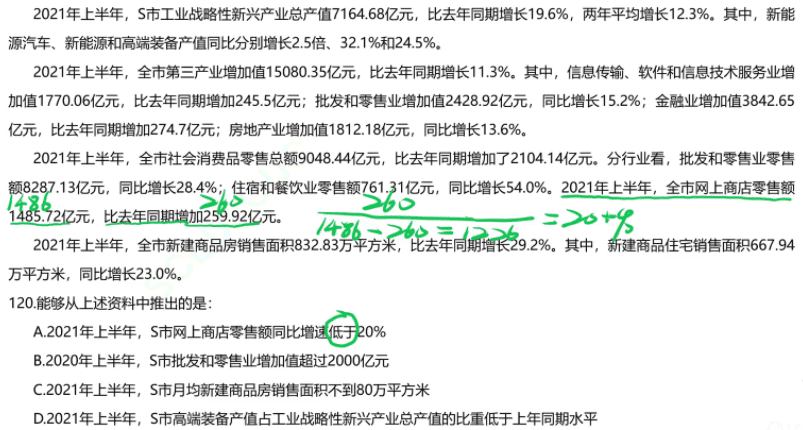 2021年上半年，S市工业战略性新兴产业总产值7164.68亿元，比去年同期增长19.6%，两年平均增长12.3%。其中，新能
源汽车、新能源和高端装备产值同比分别增长2.5倍、32.1%和24.5%。
2021年上半年，全市第三产业增加值15080.35亿元，比去年同期增长11.3%。其中，信息传输、软件和信息技术服务业增
加值1770.06亿元，比去年同期增加245.5亿元；批发和零售业增加值2428.92亿元，同比增长15.2%；金融业增加值3842.65
亿元，比去年同期增加274.7亿元；房地产业增加值1812.18亿元，同比增长13.6%。
2021年上半年，全市社会消费品零售总额9048.44亿元，比去年同期增加了2104.14亿元。分行业看，批发和零售业零售
额8287.13亿元，同比增长28.4%；住宿和餐饮业零售额761.31亿元，同比增长54.0%。2021年上半年，全市网上商店零售额
1486 260 260
1485.72亿元，比去年同期增加259.92亿元。
1486-260=1226 =20+%
2021年上半年，全市新建商品房销售面积832.83万平方米，比去年同期增长29.2%。其中，新建商品住宅销售面积667.94
万平方米，同比增长23.0%。
120.能够从上述资料中推出的是：
A.2021年上半年，S市网上商店零售额同比增速低于20%
B.2020年上半年，S市批发和零售业增加值超过2000亿元
C.2021年上半年，S市月均新建商品房销售面积不到80万平方米
D.2021年上半年，S市高端装备产值占工业战略性新兴产业总产值的比重低于上年同期水平